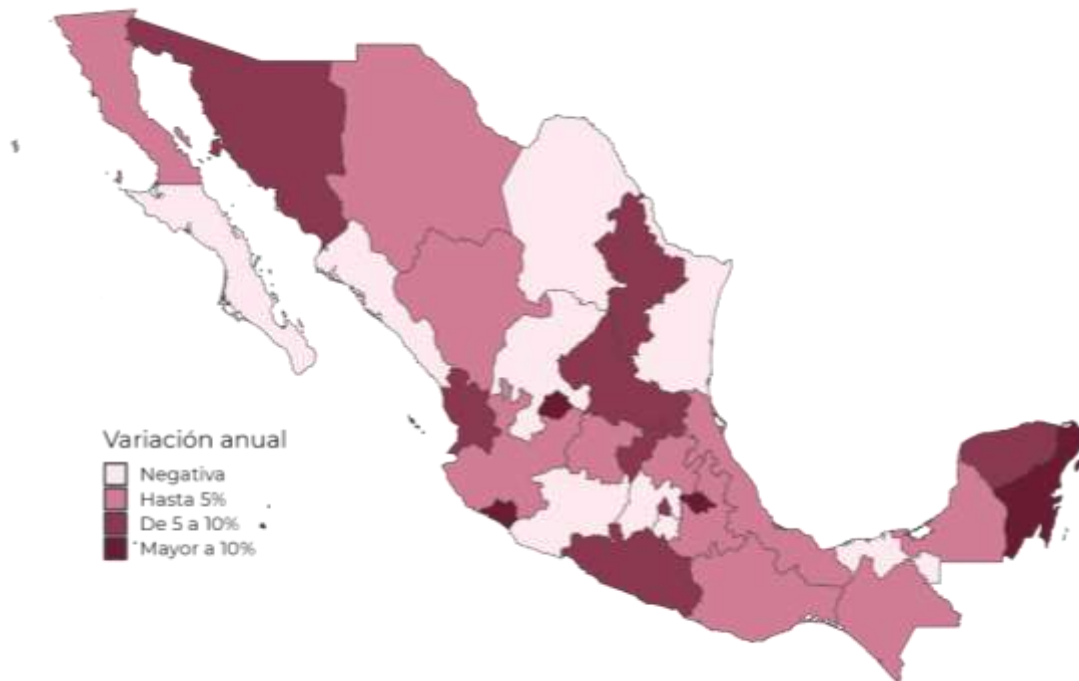 Variación anual
Negativa
Hasta 5%
De 5 a 10%
Mayor a 10%